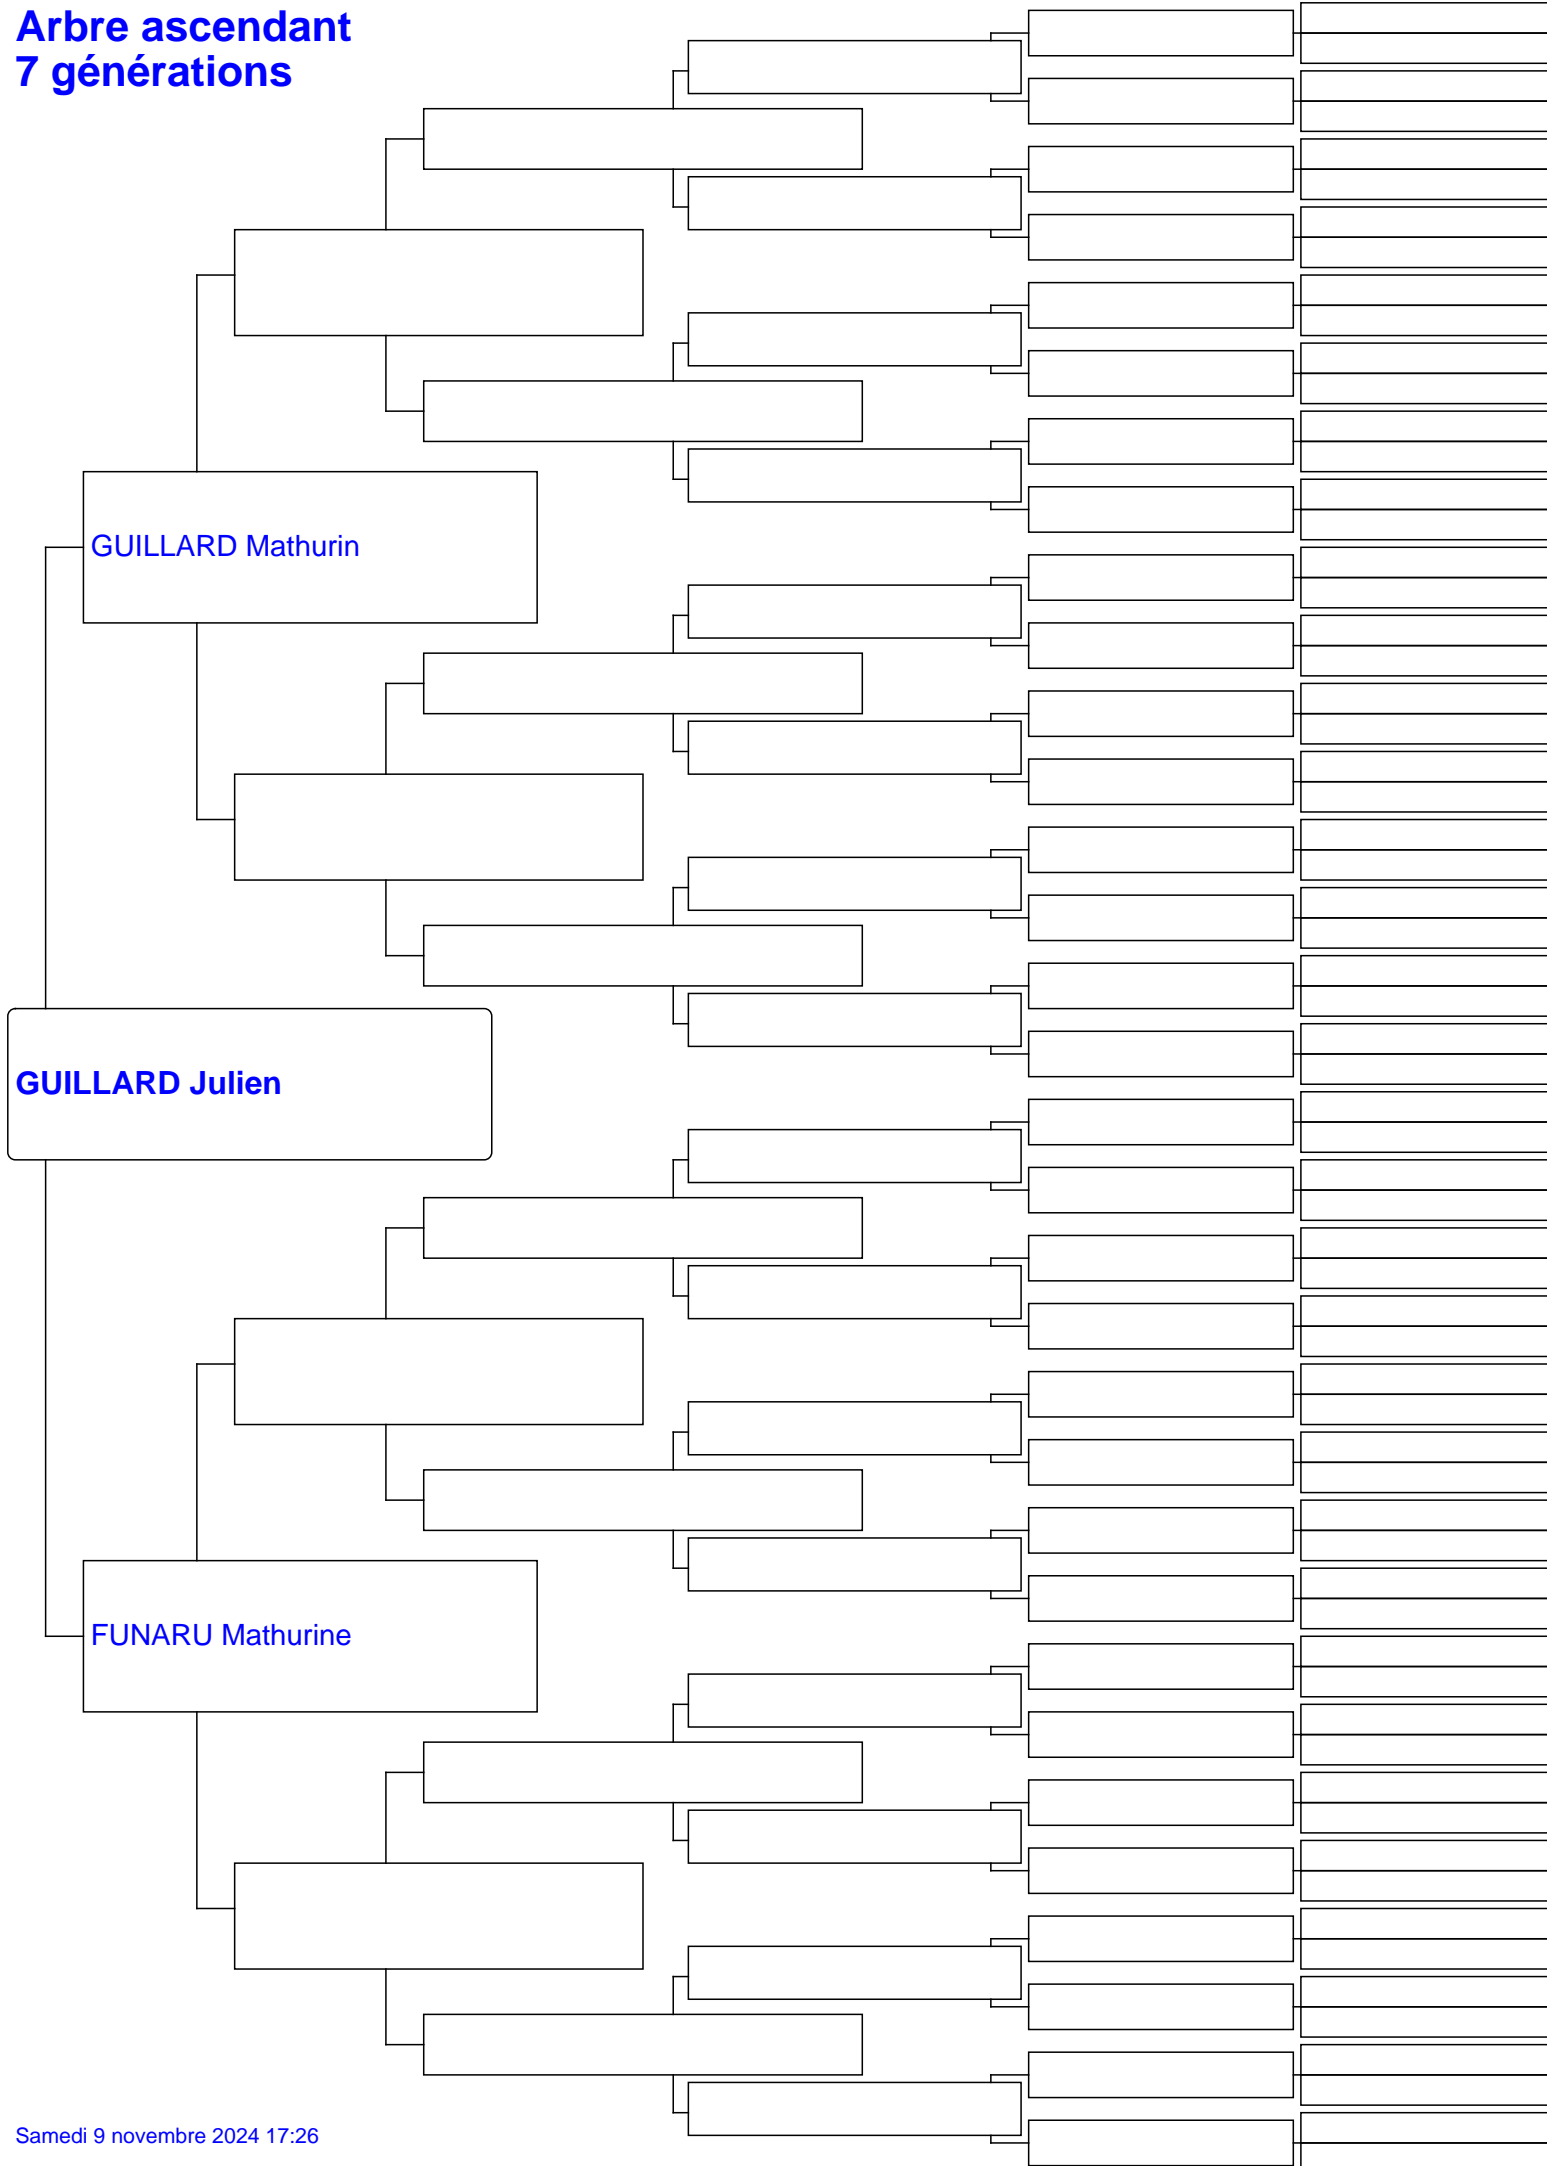 Arbre ascendant
7 générations
GUILLARD Mathurin
GUILLARD Julien
FUNARU Mathurine
Samedi 9 novembre 2024 17:26